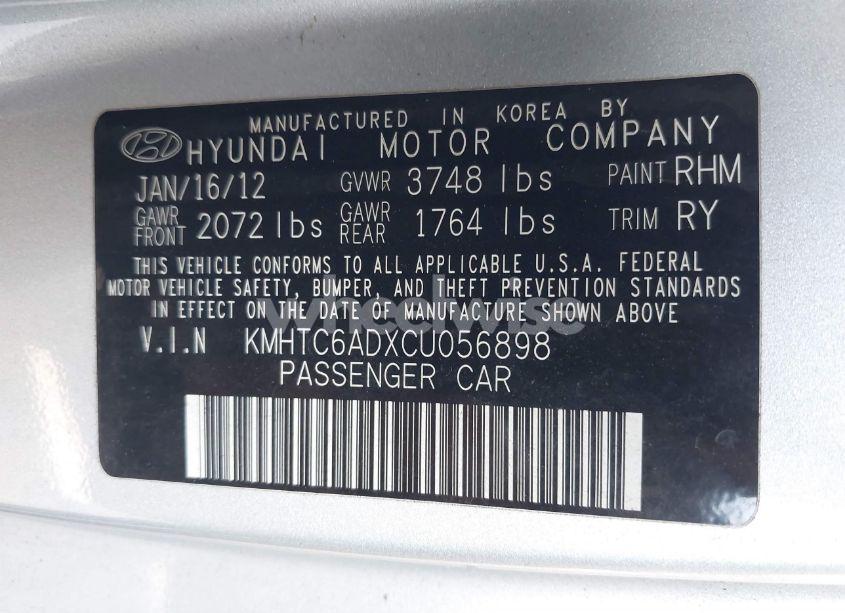 MANUFACTURED IN KOREA BY
HYUNDAI MOTOR COMPANY
JAN/16/12 GVWR 3748 lbs PAINT RHM
GAWR FRONT 2072 lbs GAWR REAR 1764 lbs TRIM RY
THIS VEHICLE CONFORMS TO ALL APPLICABLE U.S.A. FEDERAL
MOTOR VEHICLE SAFETY, BUMPER, AND THEFT PREVENTION STANDARDS
IN EFFECT ON THE DATE OF MANUFACTURE SHOWN ABOVE
wheelwise
V.I.N KMHTC6ADXCU056898
PASSENGER CAR